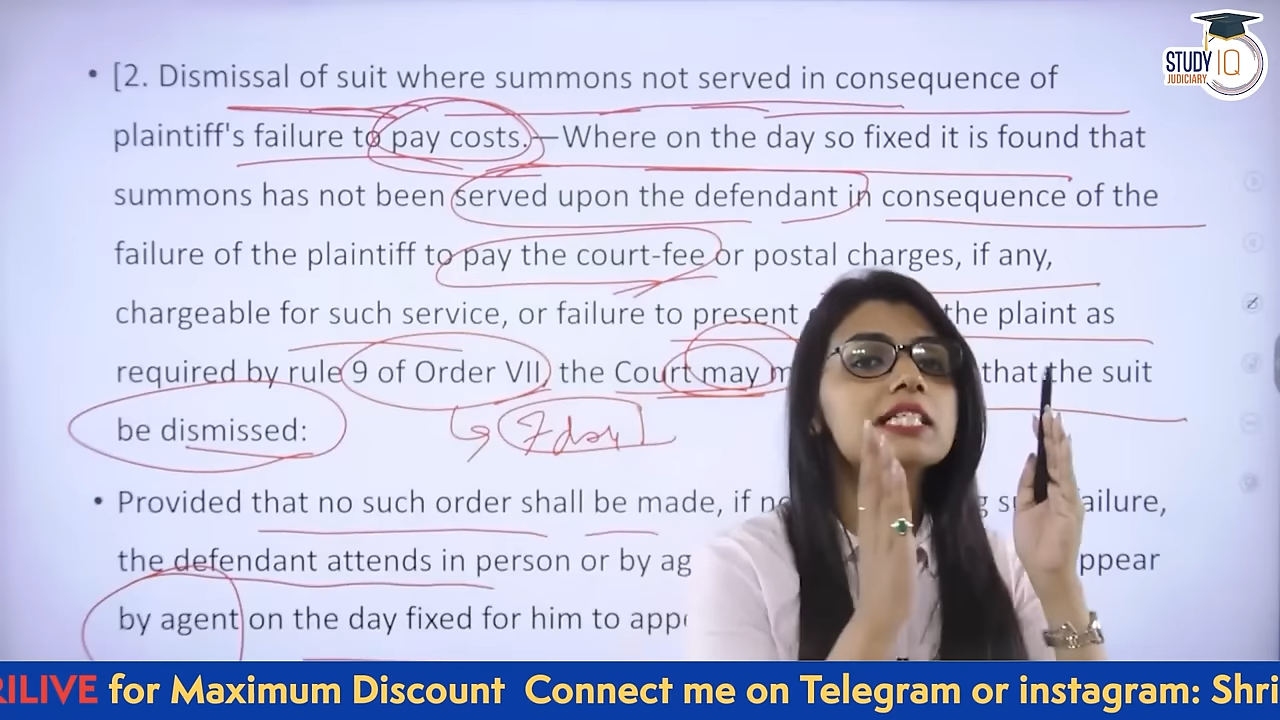 STUDY IQ
JUDICIARY
• [2. Dismissal of suit where summons not served in consequence of
plaintiff's failure to pay costs.—Where on the day so fixed it is found that
summons has not been served upon the defendant in consequence of the
failure of the plaintiff to pay the court-fee or postal charges, if any,
chargeable for such service, or failure to present the plaint as
required by rule 9 of Order VII the Court may that the suit
be dismissed:
7 day
• Provided that no such order shall be made, if failure,
the defendant attends in person or by
by agent on the day fixed for him to
RILIVE for Maximum Discount Connect me on Telegram or instagram: Shri